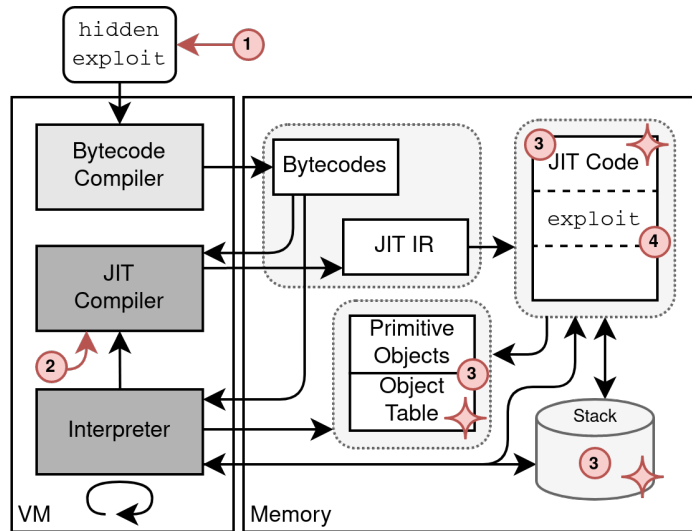 hidden
exploit
1
Bytecode
Compiler
Bytecodes
3
JIT Code
exploit
4
JIT IR
JIT
Compiler
2
Primitive
Objects
3
Object
Table
Interpreter
Stack
3
VM
Memory